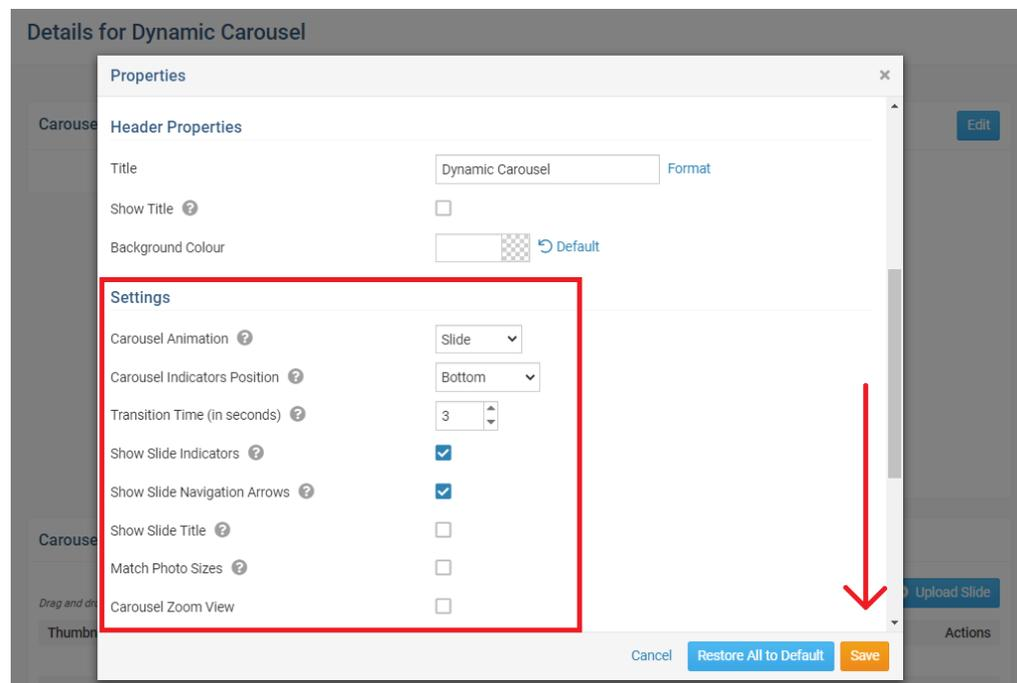 Details for Dynamic Carousel
Properties ×
Carouse
Edit
Header Properties
Title Dynamic Carousel Format
Show Title ?
Background Colour Default
Settings
Carousel Animation ? Slide
Carousel Indicators Position ? Bottom
Transition Time (in seconds) ? 3
Show Slide Indicators ?
Show Slide Navigation Arrows ?
Show Slide Title ?
Match Photo Sizes ?
Carousel Zoom View
Carouse
Drag and dr
Upload Slide
Thumbn
Actions
Cancel Restore All to Default Save